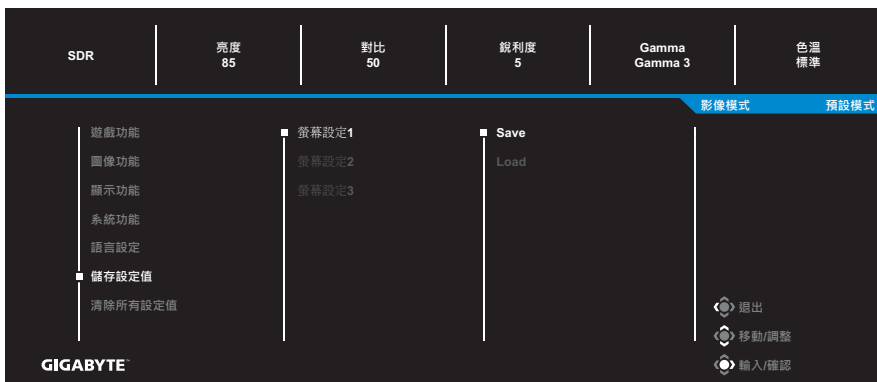 SDR
亮度
85
對比
50
銳利度
5
Gamma
Gamma 3
色溫
標準
影像模式 預設模式
遊戲功能
圖像功能
顯示功能
系統功能
語言設定
儲存設定值
清除所有設定值
螢幕設定1
螢幕設定2
螢幕設定3
Save
Load
退出
移動/調整
輸入/確認
GIGABYTE™